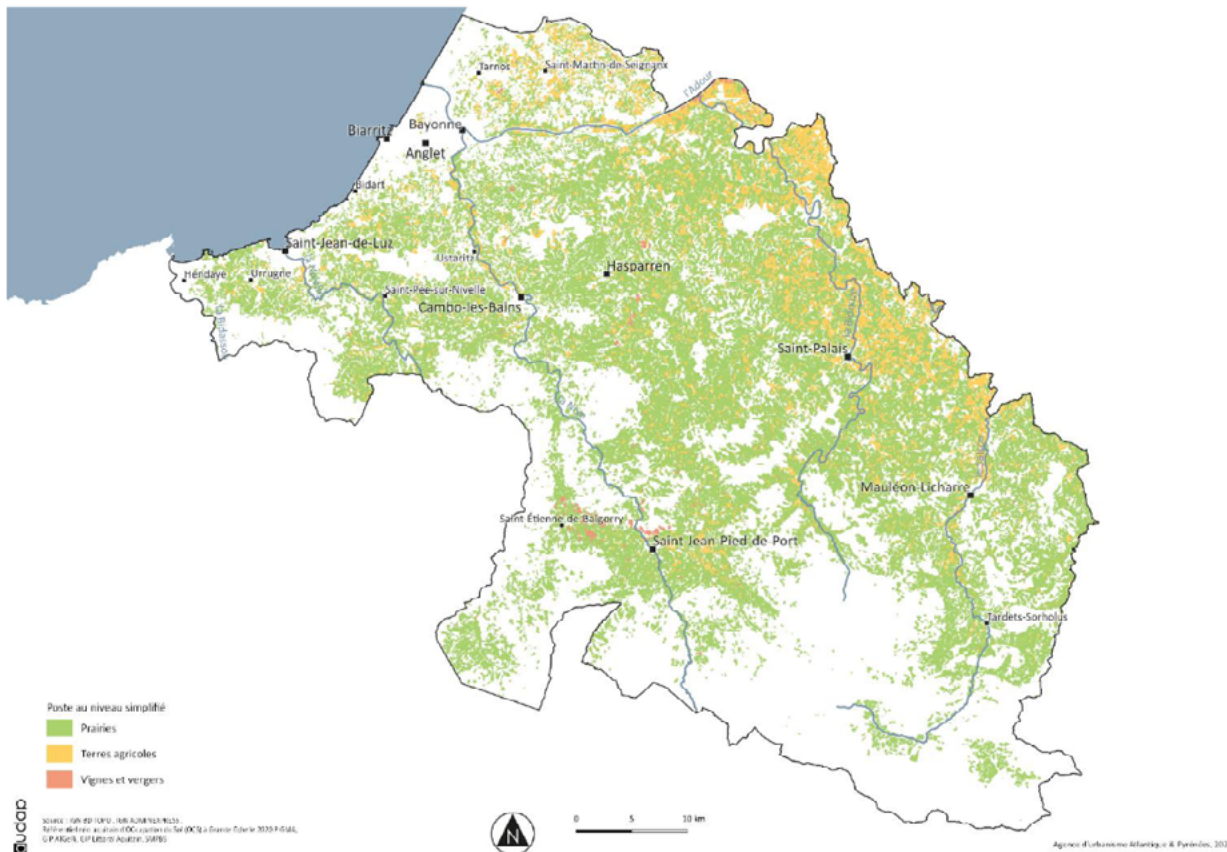 Tarnos
Saint-Martin-de-Seignanx
l'Adour
Bayonne
Biarritz
Anglet
Bidart
Saint-Jean-de-Luz
Ustaritz
Hasparren
Hendaye
Urrugne
Saint-Pée-sur-Nivelle
Cambo-les-Bains
Saint-Palais
Mauléon-Licharre
Saint-Étienne-de-Baïgorry
Saint-Jean-Pied-de-Port
Tardets-Sorholus
Poste au niveau simplifié
Prairies
Terres agricoles
Vignes et vergers
audap
N
0 5 10 km
Agence d'urbanisme Atlantique & Pyrénées